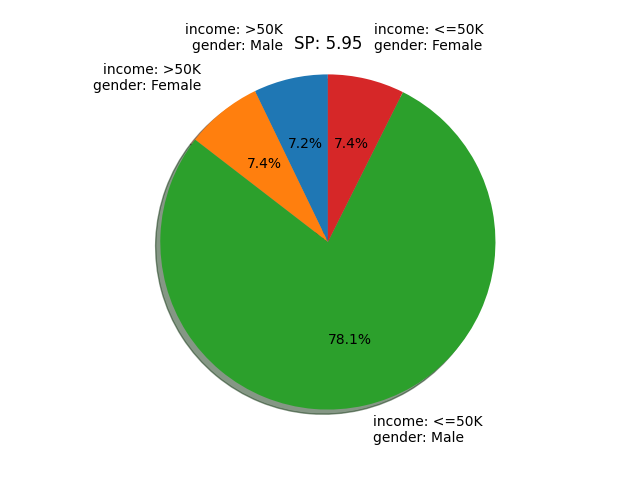 SP: 5.95
income: >50K
gender: Male
income: <=50K
gender: Female
income: >50K
gender: Female
7.2%
7.4%
7.4%
78.1%
income: <=50K
gender: Male